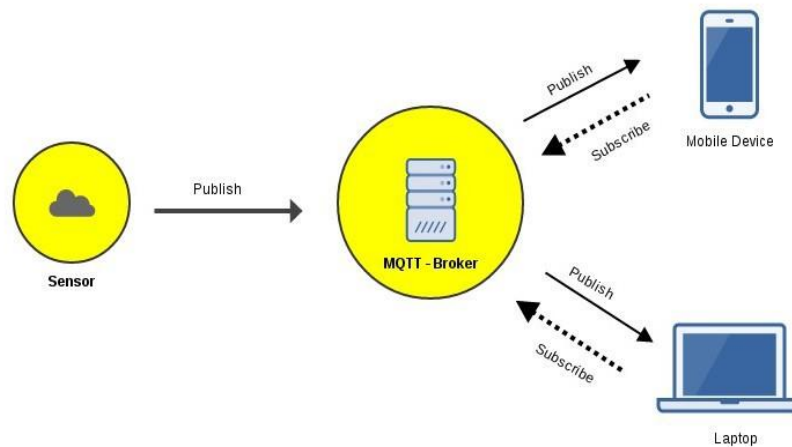 Publish
Subscribe
Mobile Device
Publish
Sensor
MQTT - Broker
Publish
Subscribe
Laptop